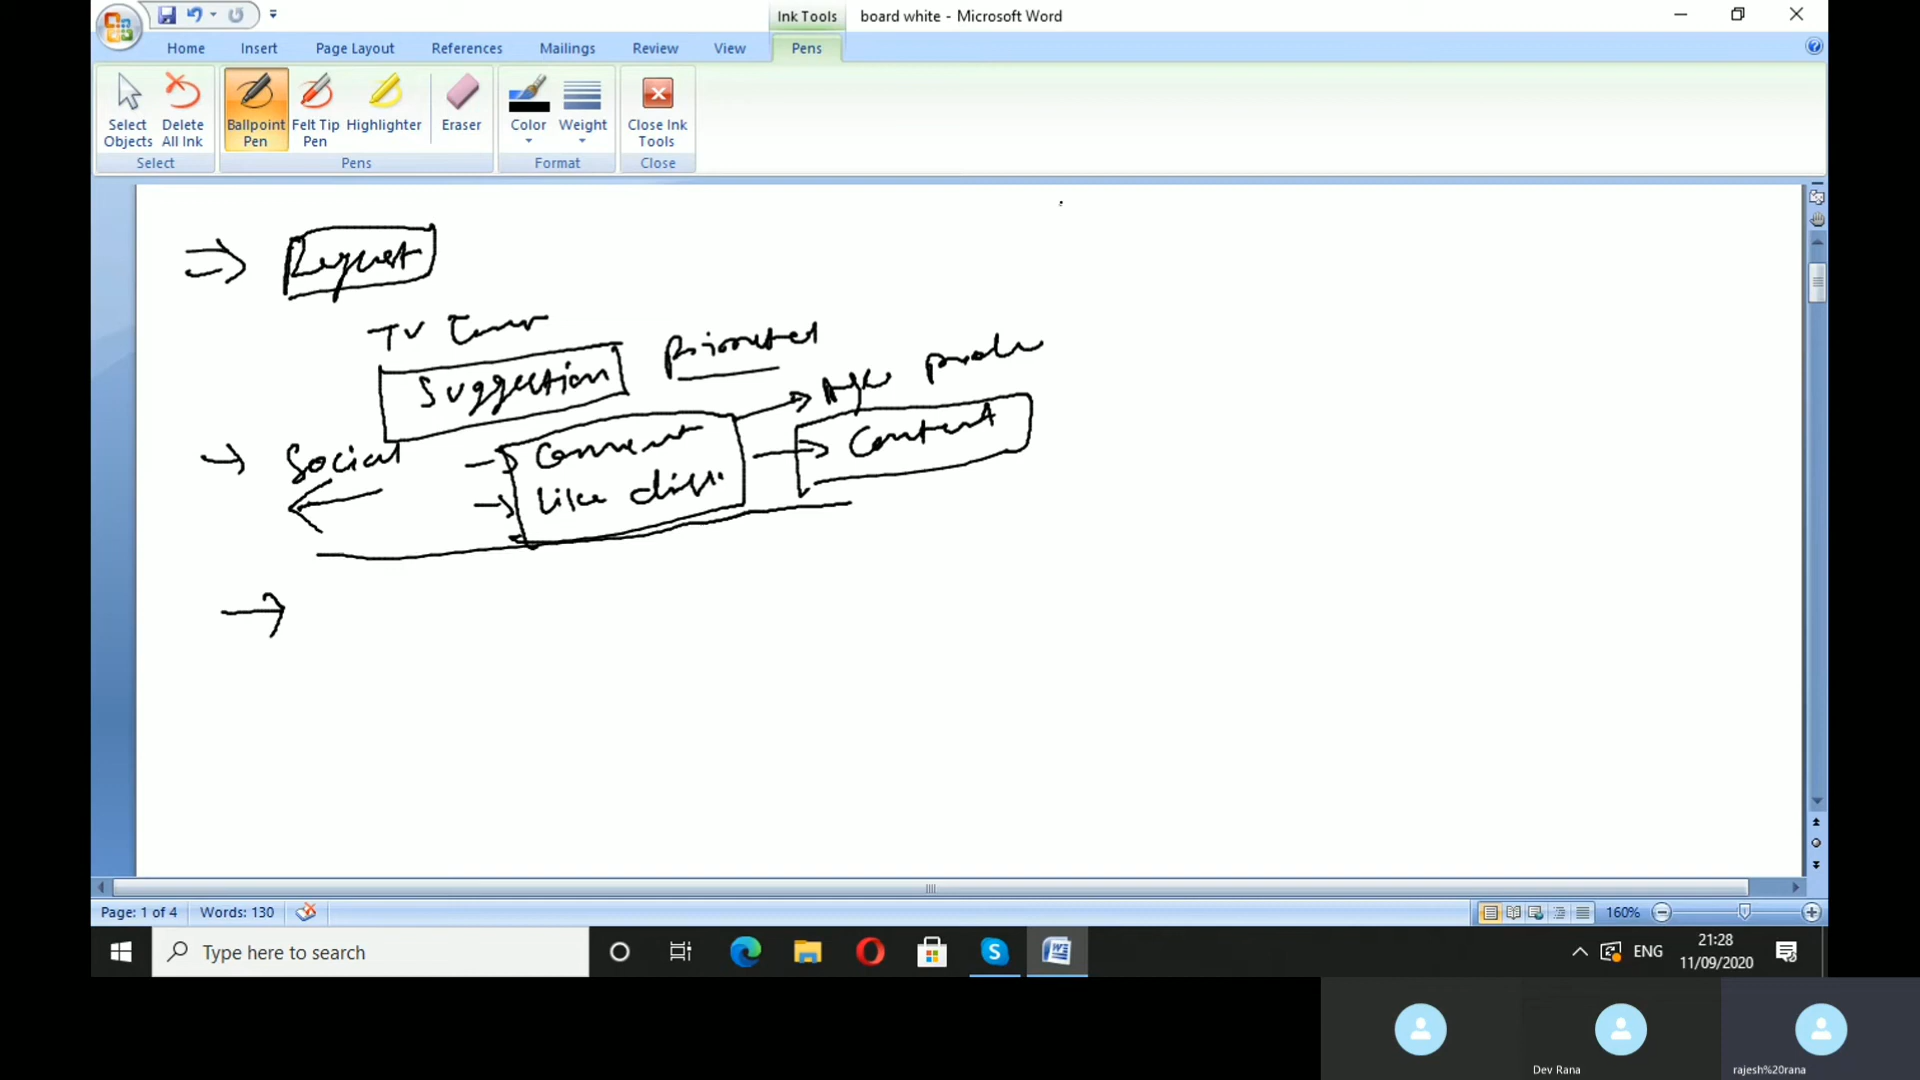 Ink Tools
board white - Microsoft Word
Home Insert Page Layout References Mailings Review View Pens
Select Objects
Delete All Ink
Ballpoint Pen
Felt Tip Pen
Highlighter
Eraser
Color
Weight
Close Ink Tools
Select
Pens
Format
Close
Request
TV
Suggestion
Social
Comment
Content
like
Page: 1 of 4 Words: 130
160%
Type here to search
ENG
21:28
11/09/2020
Dev Rana
rajesh%20rana